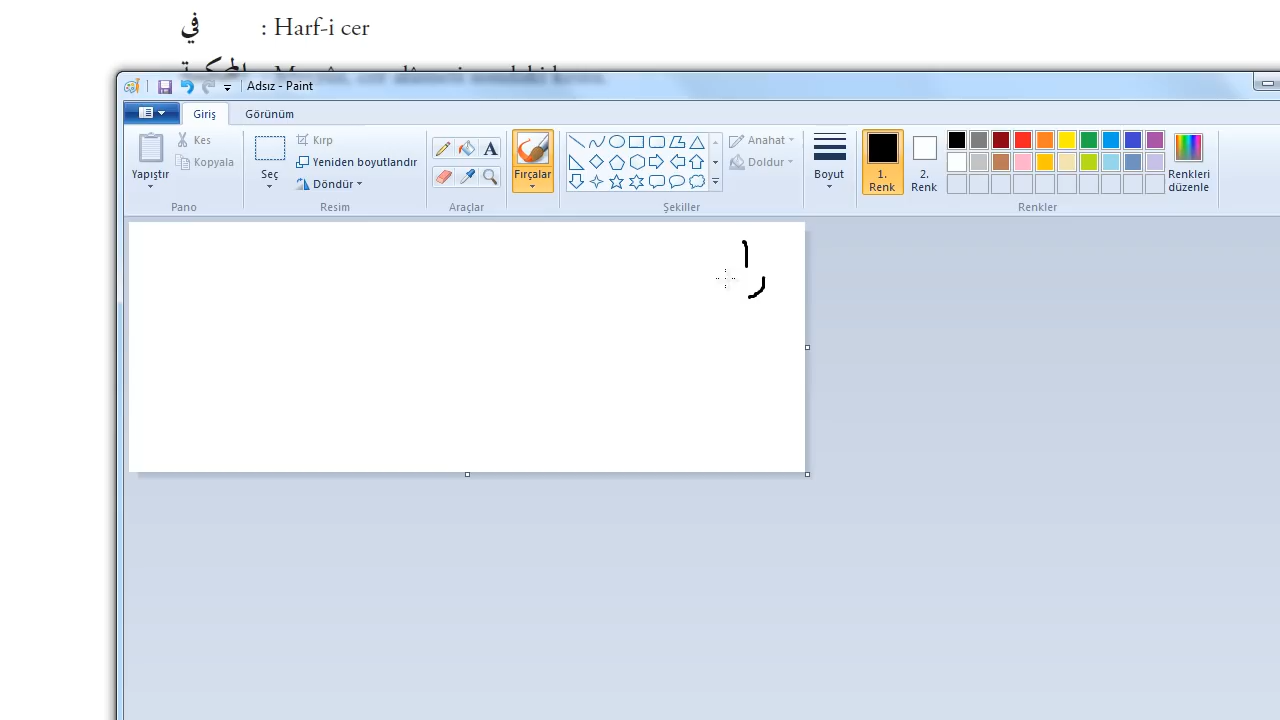 في : Harf-i cer
Adsız - Paint
Giriş Görünüm
Yapıştır
Kes
Kopyala
Pano
Seç
Kırp
Yeniden boyutlandır
Döndür
Resim
Araçlar
Fırçalar
Şekiller
Anahat
Doldur
Boyut
1. Renk
2. Renk
Renkleri düzenle
Renkler
ا
ر